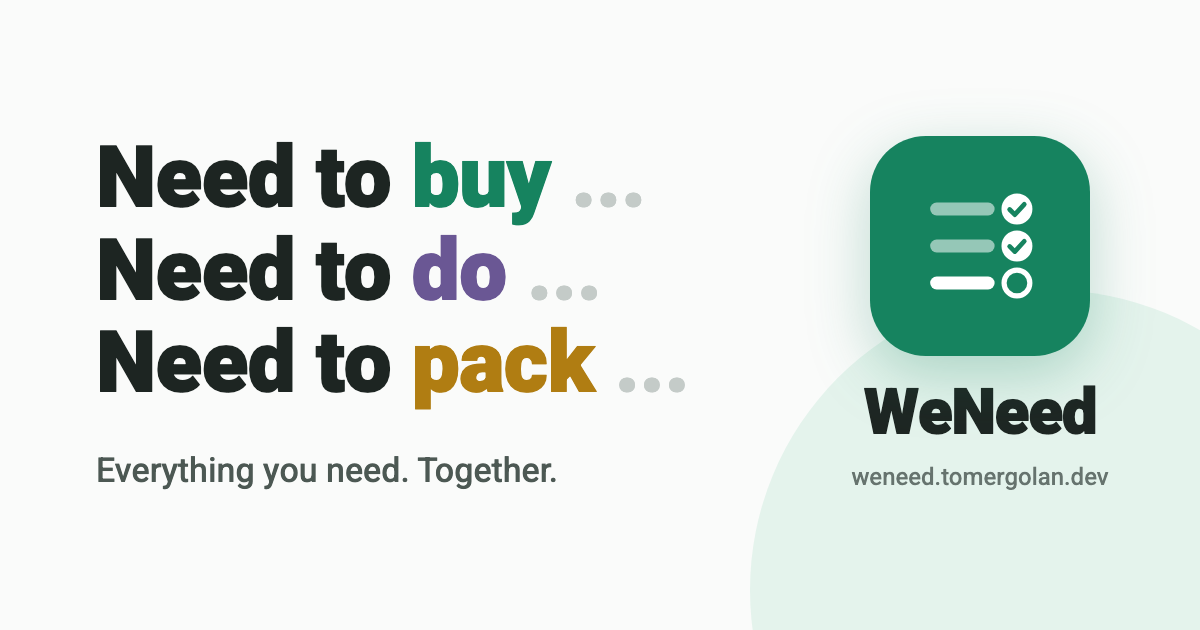 Need to buy ...
Need to do ...
Need to pack ...
Everything you need. Together.
WeNeed
weneed.tomergolan.dev